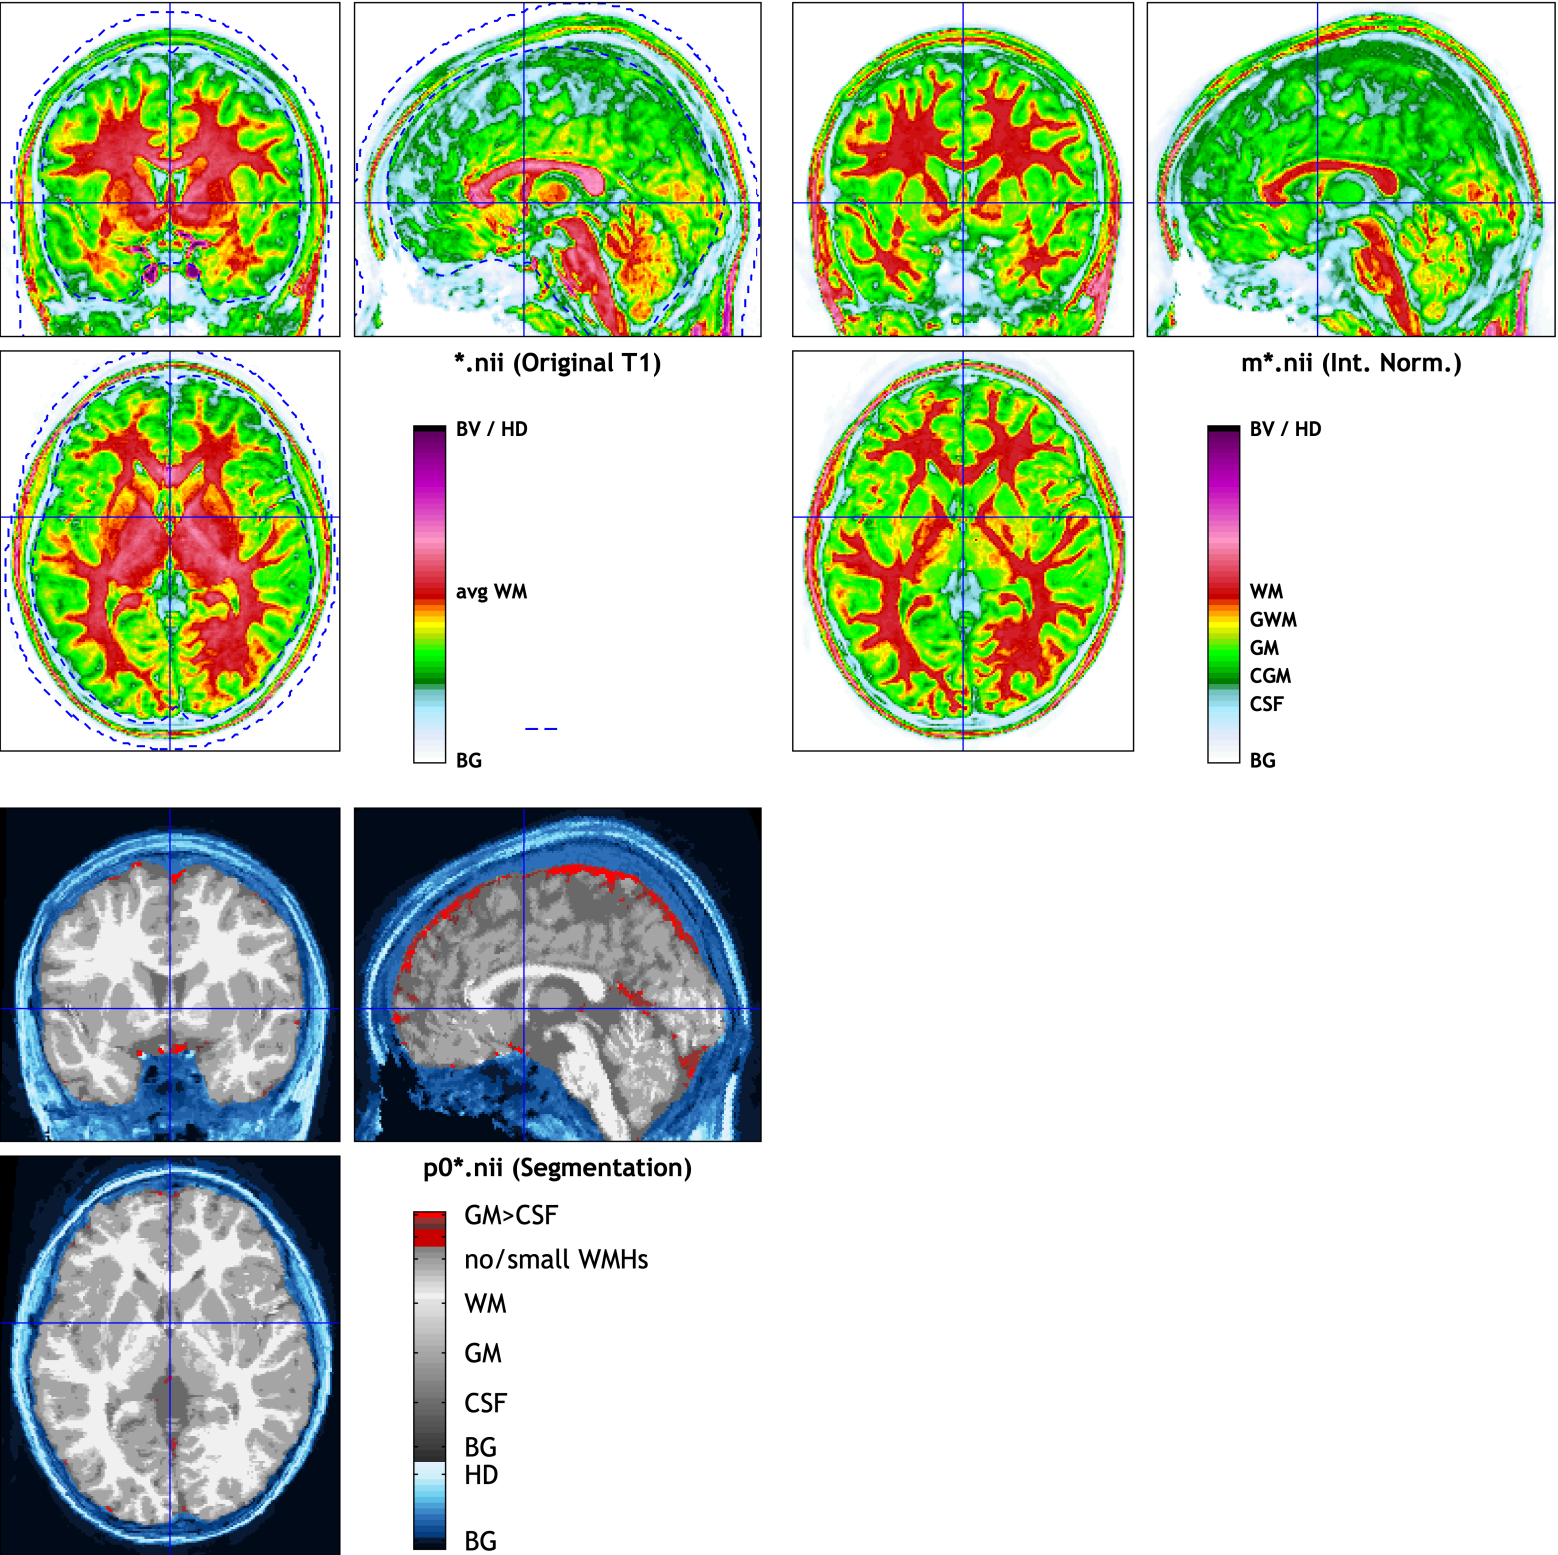 *.nii (Original T1)
BV / HD
avg WM
BG
m*.nii (Int. Norm.)
BV / HD
WM
GWM
GM
CGM
CSF
BG
p0*.nii (Segmentation)
GM>CSF
no/small WMHs
WM
GM
CSF
BG
HD
BG